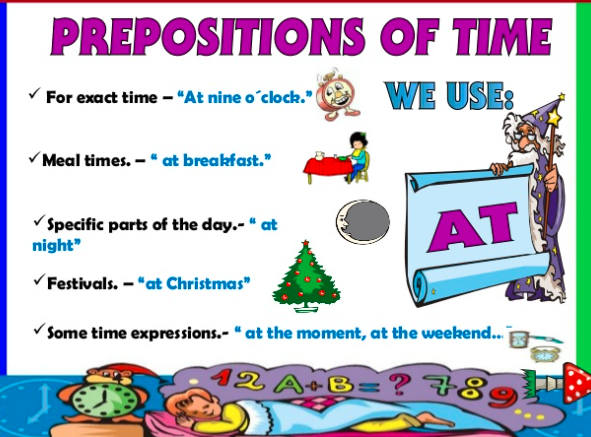 PREPOSITIONS OF TIME
WE USE:
✓ For exact time – “At nine o´clock.”
✓Meal times. – “ at breakfast.”
✓Specific parts of the day.- “ at
night”
✓Festivals. – “at Christmas”
✓Some time expressions.- “ at the moment, at the weekend...
AT
12 A+B=? 789